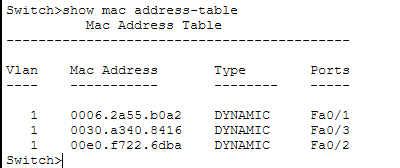 Switch>show mac address-table
          Mac Address Table
-------------------------------------------
Vlan    Mac Address       Type        Ports
----    -----------       --------    -----
   1    0006.2a55.b0a2    DYNAMIC     Fa0/1
   1    0030.a340.8416    DYNAMIC     Fa0/3
   1    00e0.f722.6dba    DYNAMIC     Fa0/2
Switch>